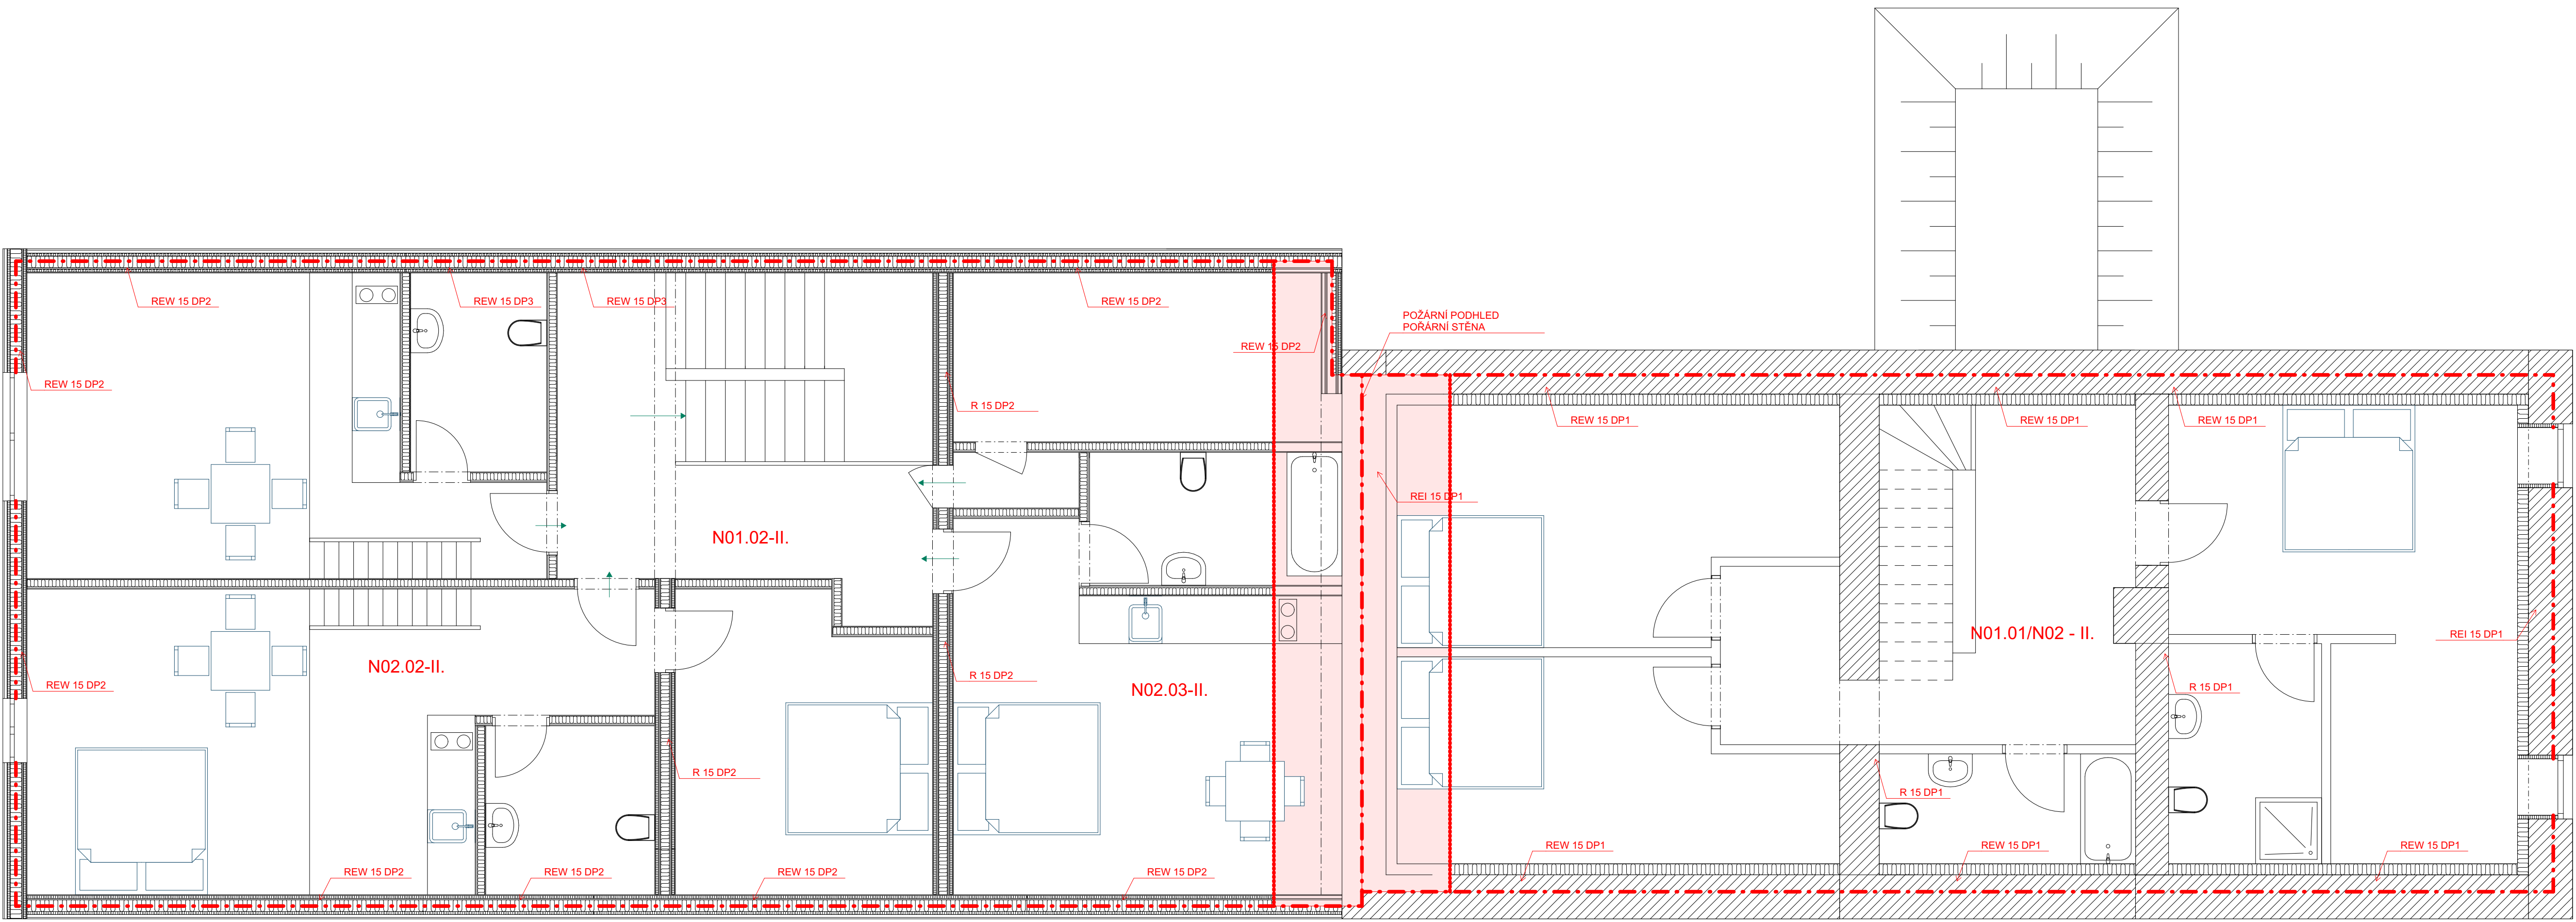 REW 15 DP2
REW 15 DP3
REW 15 DP3
REW 15 DP2
POŽÁRNÍ PODHLED
POŘÁRNÍ STĚNA
REW 15 DP2
REW 15 DP2
R 15 DP2
REW 15 DP1
REW 15 DP1
REW 15 DP1
REI 15 DP1
N01.02-II.
N01.01/N02 - II.
REI 15 DP1
N02.02-II.
REW 15 DP2
R 15 DP2
N02.03-II.
R 15 DP1
R 15 DP2
R 15 DP1
REW 15 DP1
REW 15 DP1
REW 15 DP1
REW 15 DP2
REW 15 DP2
REW 15 DP2
REW 15 DP2